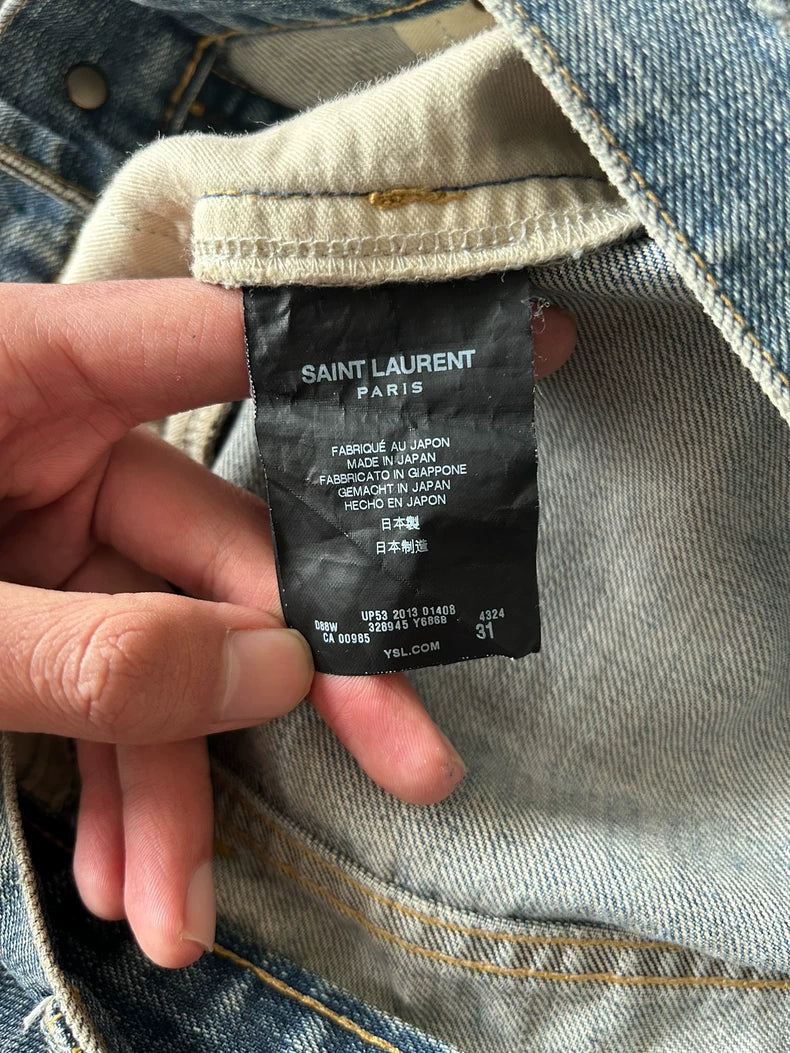 SAINT LAURENT
PARIS
FABRIQUÉ AU JAPON
MADE IN JAPAN
FABBRICATO IN GIAPPONE
GEMACHT IN JAPAN
HECHO EN JAPON
日本製
日本制造
UP53 2013 0140B 4324
D88W 328945 Y686B 31
CA 00985
YSL.COM